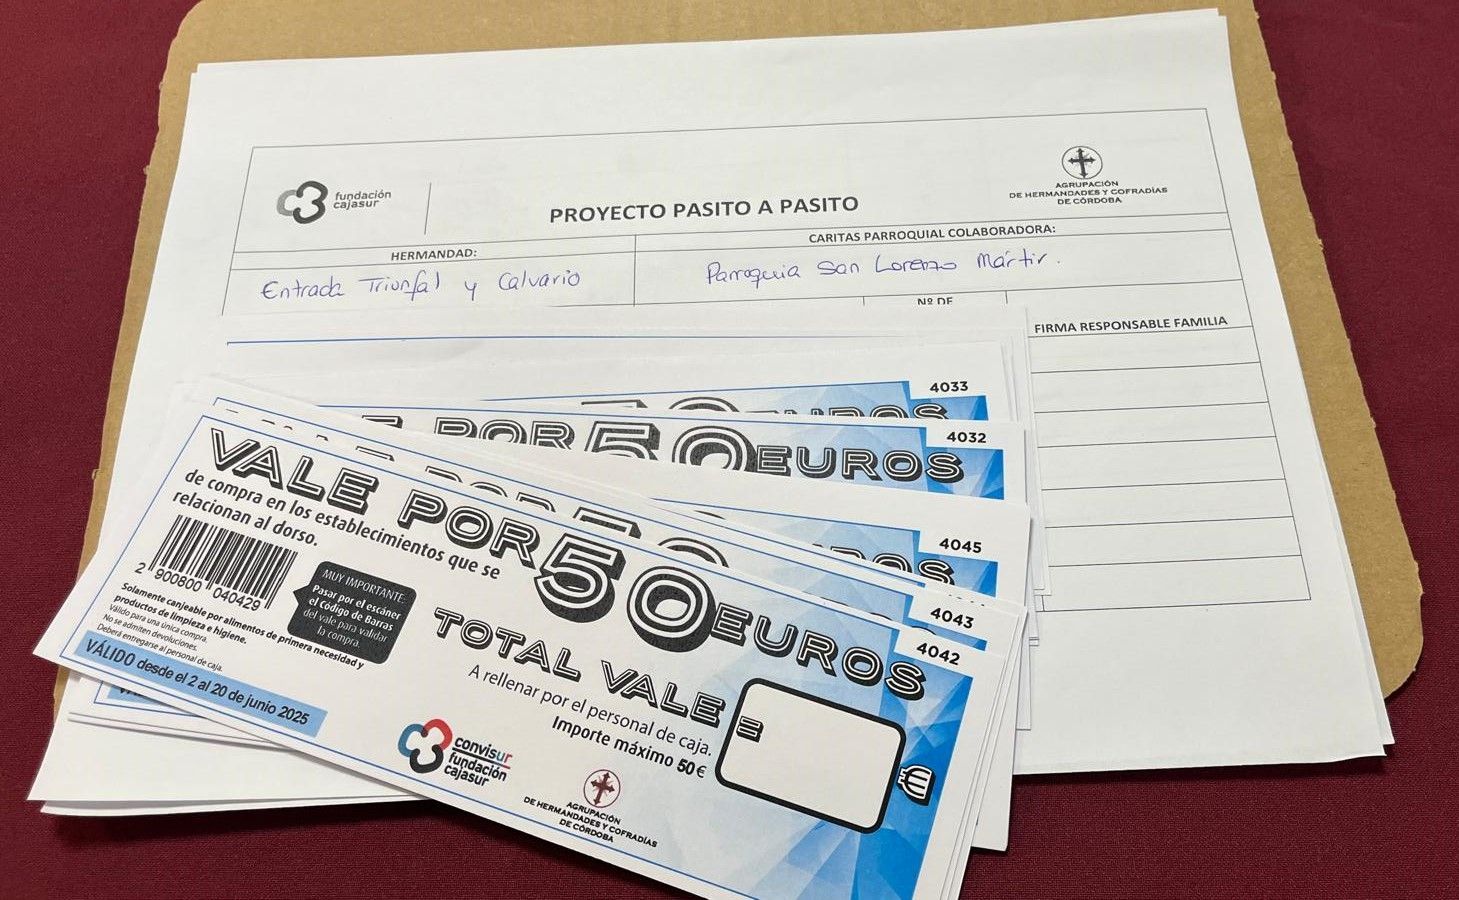 fundación
cajasur
PROYECTO PASITO A PASITO
AGRUPACIÓN
DE HERMANDADES Y COFRADÍAS
DE CÓRDOBA
HERMANDAD:
CARITAS PARROQUIAL COLABORADORA:
Entrada Triunfal y Calvario
Parroquia San Lorenzo Mártir.
Nº DE
FIRMA RESPONSABLE FAMILIA
4033
50 EUROS
4032
POR 50 EUROS
4045
4043
4042
VALE POR 50 EUROS
de compra en los establecimientos que se
relacionan al dorso.
2 900800 040429
MUY IMPORTANTE:
Pasar por el escáner
el Código de Barras
del vale para validar
la compra.
Solamente canjeable por alimentos de primera necesidad y
productos de limpieza e higiene.
Válido para una única compra.
No se admiten devoluciones.
Deberá entregarse al personal de caja.
VÁLIDO desde el 2 al 20 de junio 2025
TOTAL VALE =
€
A rellenar por el personal de caja.
Importe máximo 50€
convisur
fundación
cajasur
AGRUPACIÓN
DE HERMANDADES Y COFRADÍAS
DE CÓRDOBA